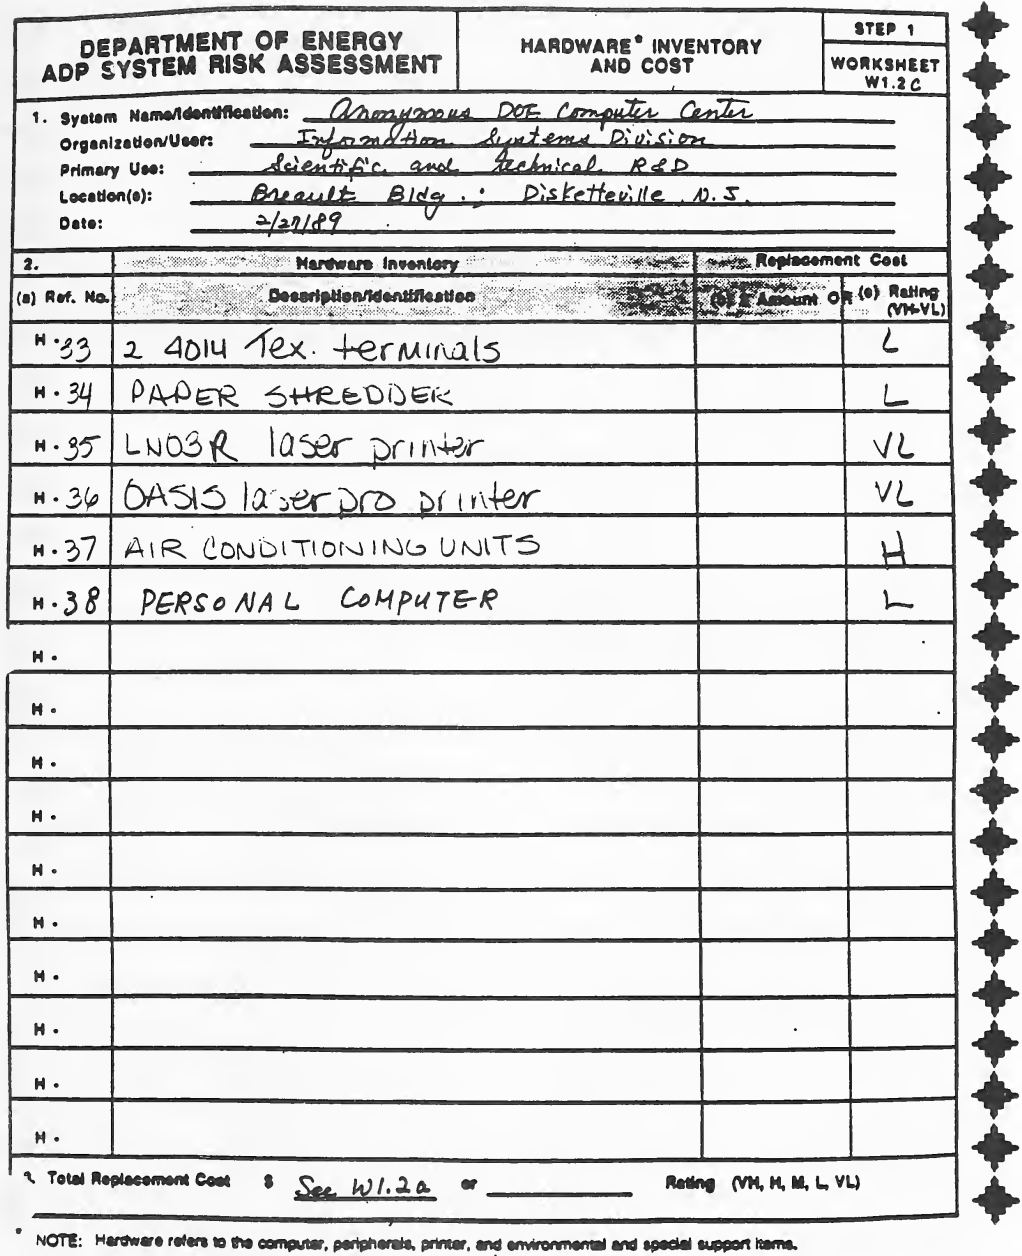 DEPARTMENT OF ENERGY
ADP SYSTEM RISK ASSESSMENT
HARDWARE* INVENTORY
AND COST
STEP 1
WORKSHEET
W1.2C
1. System Name/Identification: Anonymous DOE Computer Center
Organization/User: Information Systems Division
Primary Use: Scientific and Technical R&D
Location(s): Breault Bldg.; Disketteville N.J.
Date: 2/27/89
2. Hardware Inventory Replacement Cost
(a) Ref. No. Description/Identification (b) $ Amount OR (c) Rating
(VH-VL)
H.33 2 4014 Tex. terminals L
H.34 PAPER SHREDDER L
H.35 LN03R laser printer VL
H.36 OASIS laser pro printer VL
H.37 AIR CONDITIONING UNITS H
H.38 PERSONAL COMPUTER L
H.
H.
H.
H.
H.
H.
H.
H.
H.
H.
3. Total Replacement Cost $ See W1.2a or Rating (VH, H, M, L, VL)
* NOTE: Hardware refers to the computer, peripherals, printer, and environmental and special support items.